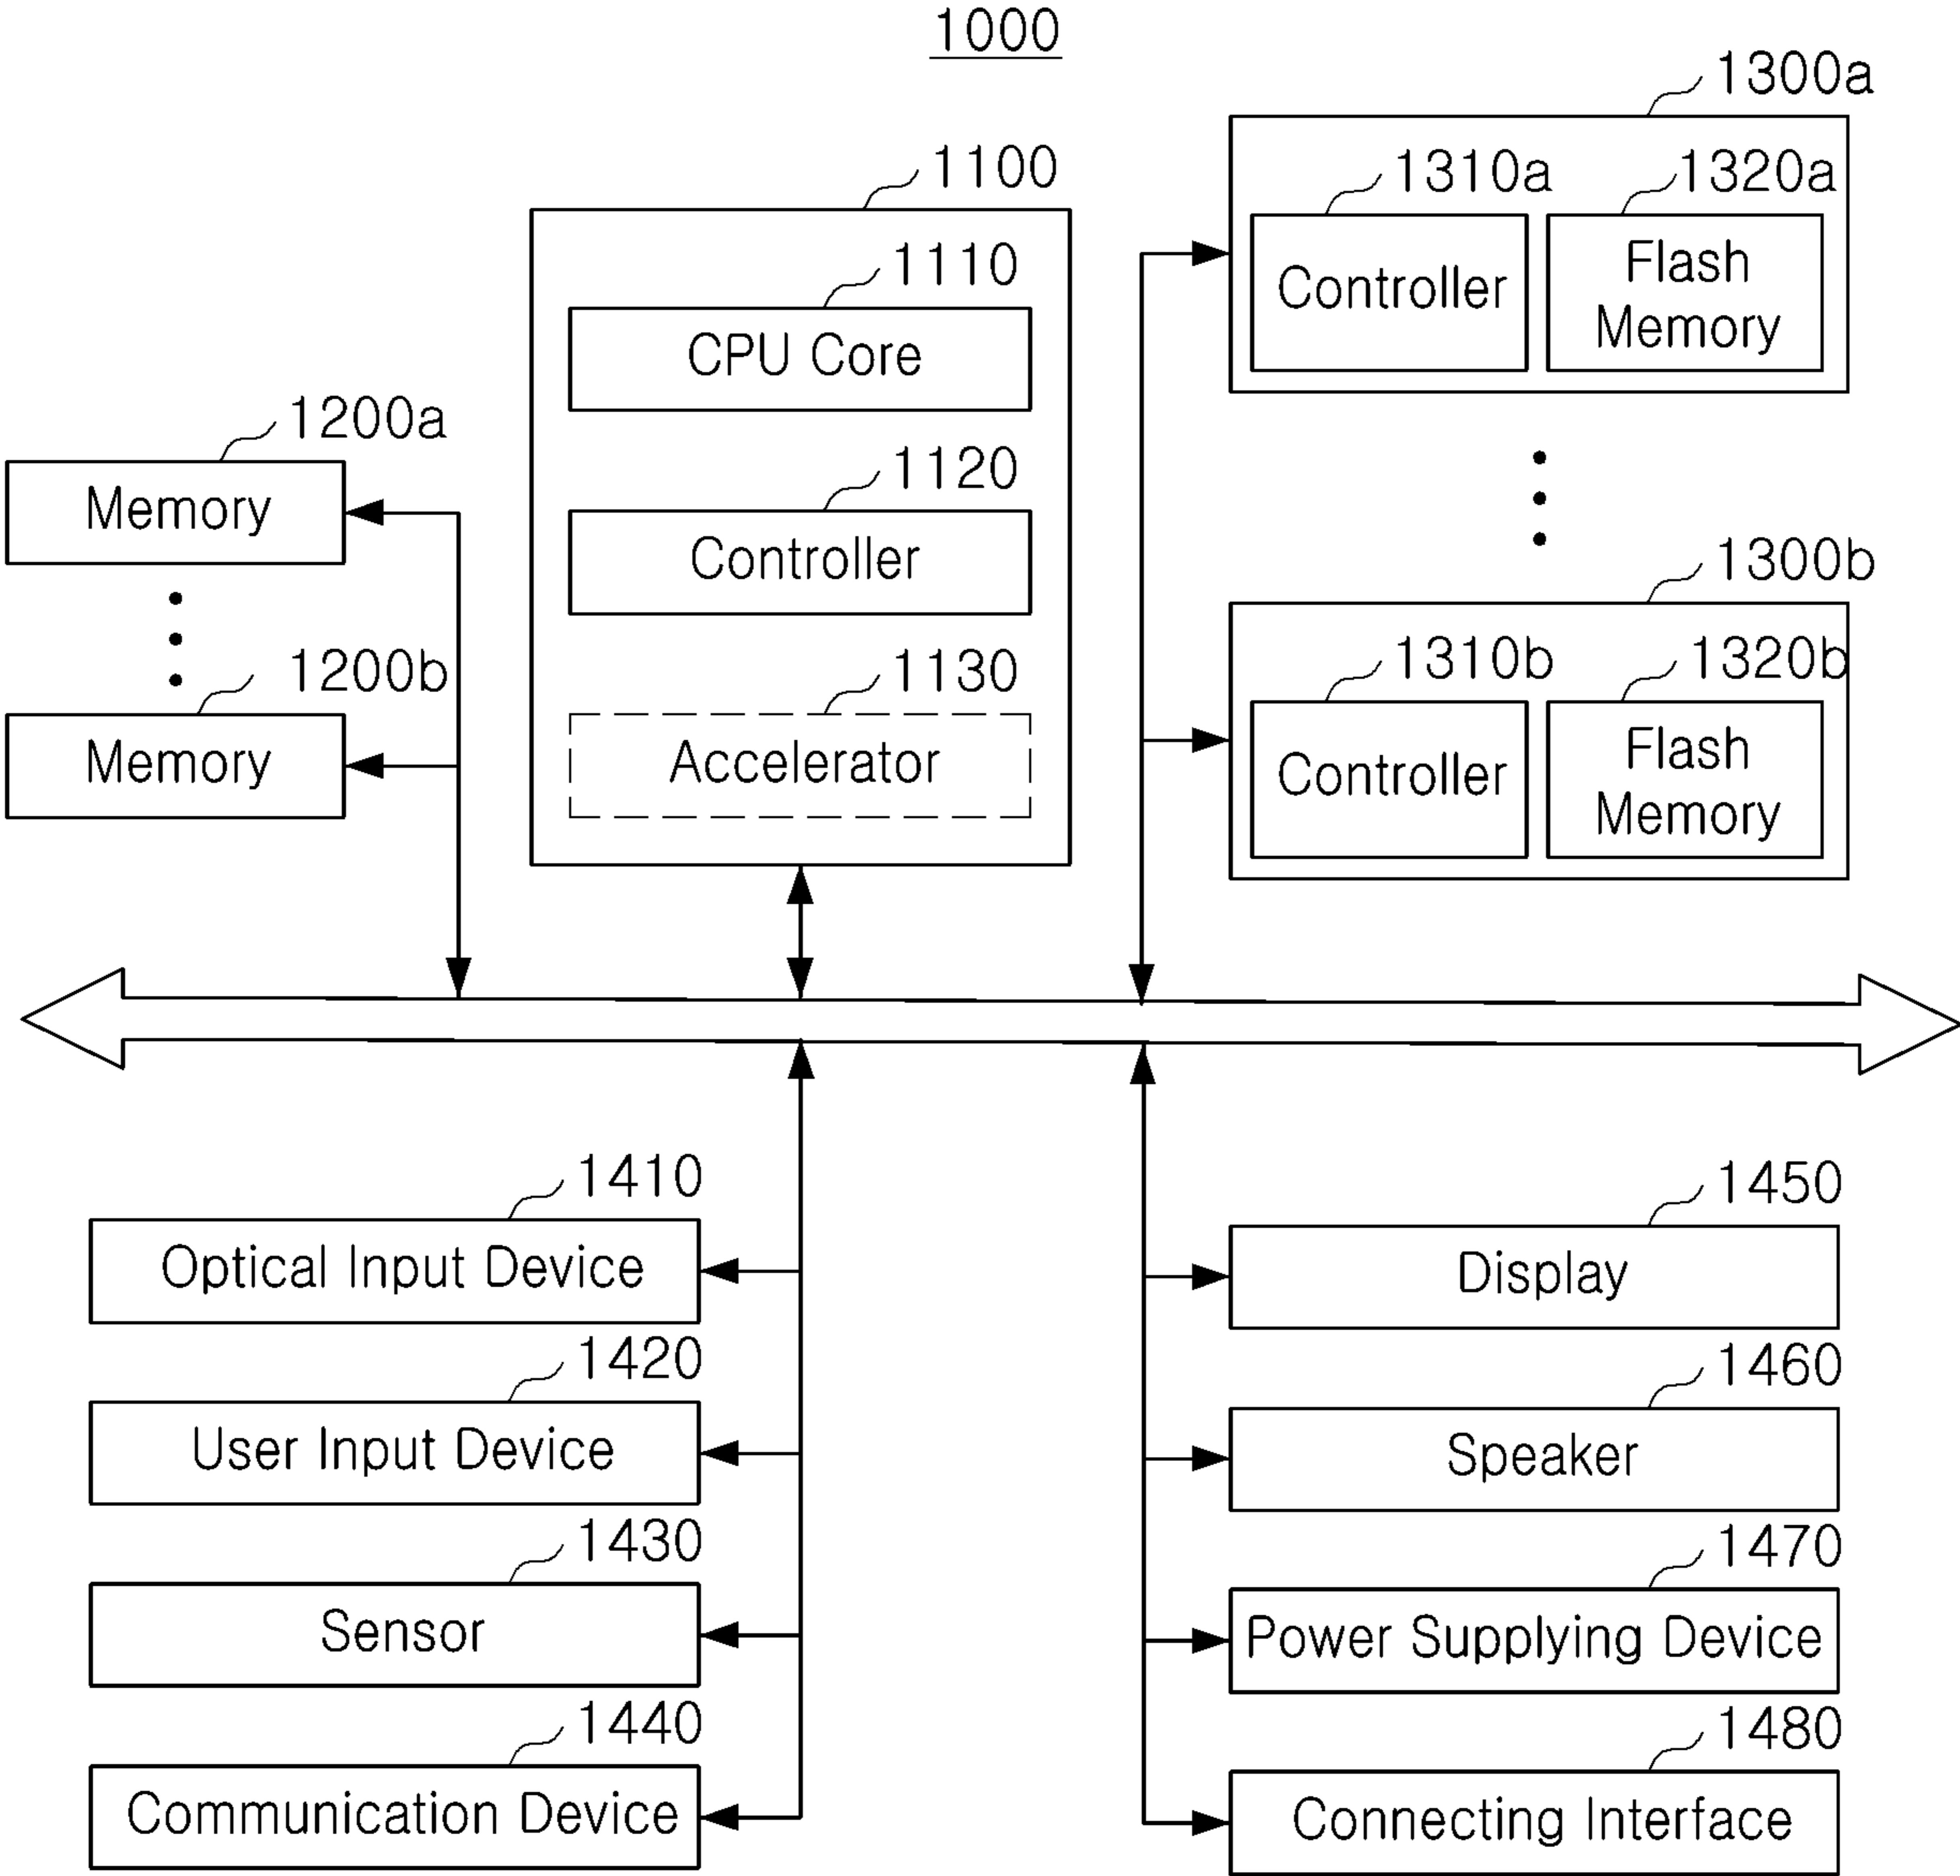 1000
1100
1110
CPU Core
1120
Controller
1130
Accelerator
1200a
Memory
1200b
Memory
1300a
1310a
Controller
1320a
Flash
Memory
1300b
1310b
Controller
1320b
Flash
Memory
1410
Optical Input Device
1420
User Input Device
1430
Sensor
1440
Communication Device
1450
Display
1460
Speaker
1470
Power Supplying Device
1480
Connecting Interface